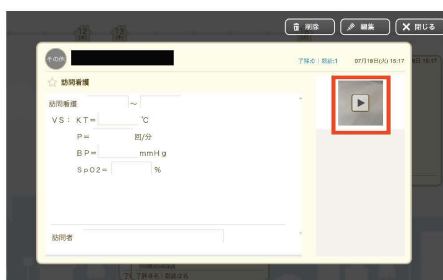 削除
編集
閉じる
その他
了解:0 | 既読:1 07月18日(火) 15:17
訪問看護
訪問看護 ～
VS： KT＝ ℃
P＝ 回/分
BP＝ mmHg
SpO2＝ %
訪問者